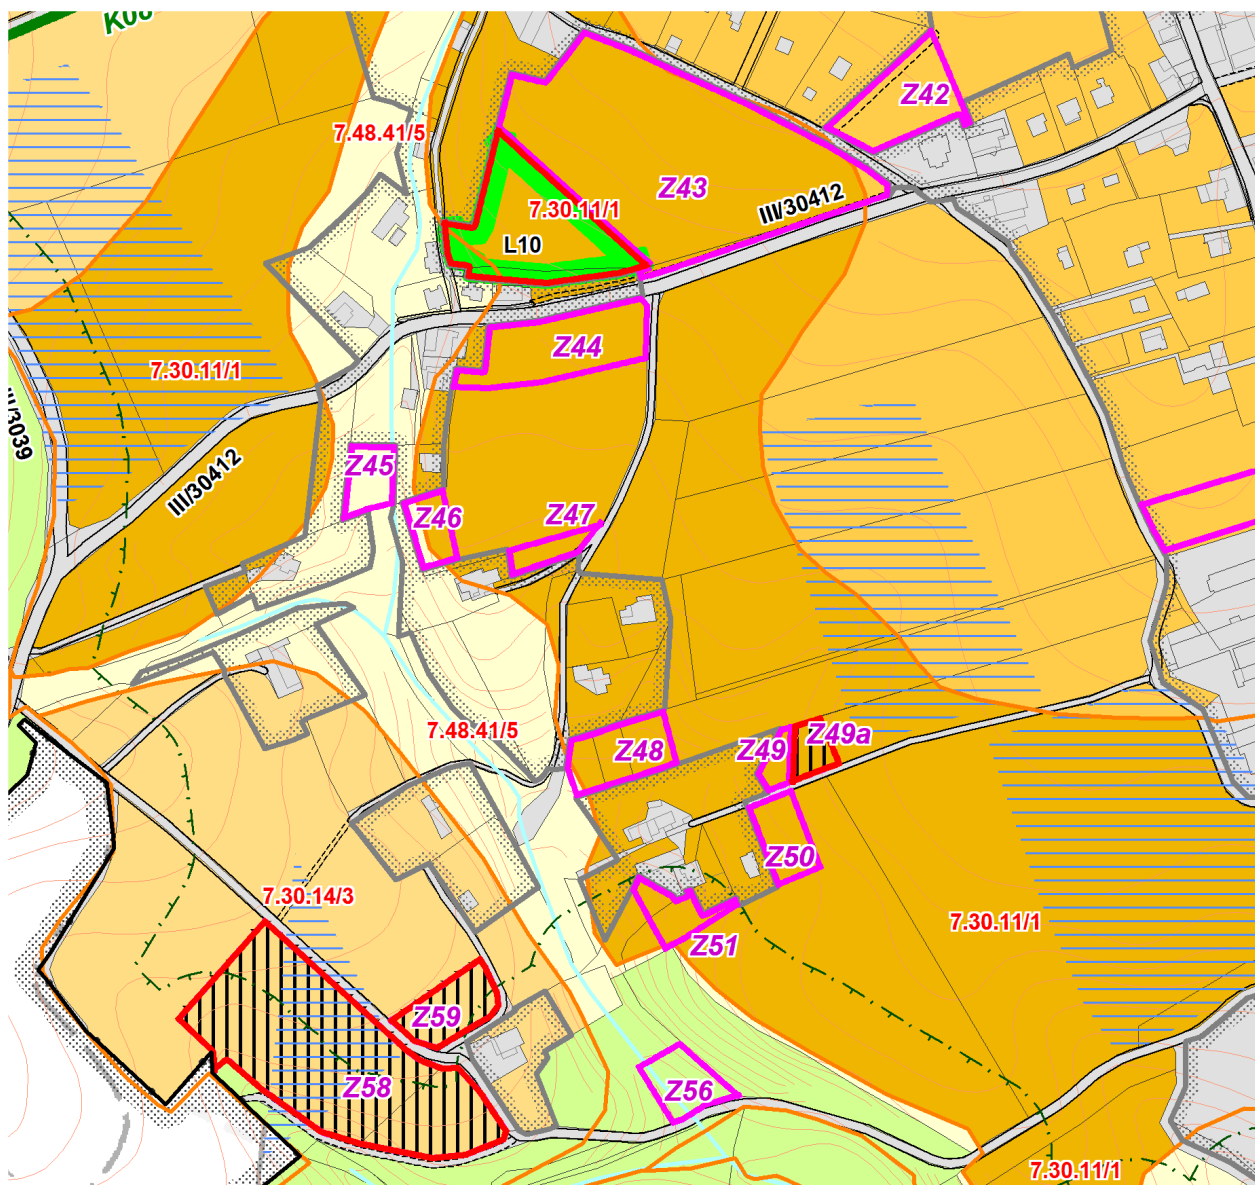 K08
Z42
7.48.41/5
Z43
III/30412
7.30.11/1
L10
Z44
7.30.11/1
III/3039
Z45
III/30412
Z46
Z47
7.48.41/5
Z48
Z49
Z49a
Z50
7.30.14/3
7.30.11/1
Z51
Z59
Z58
Z56
7.30.11/1